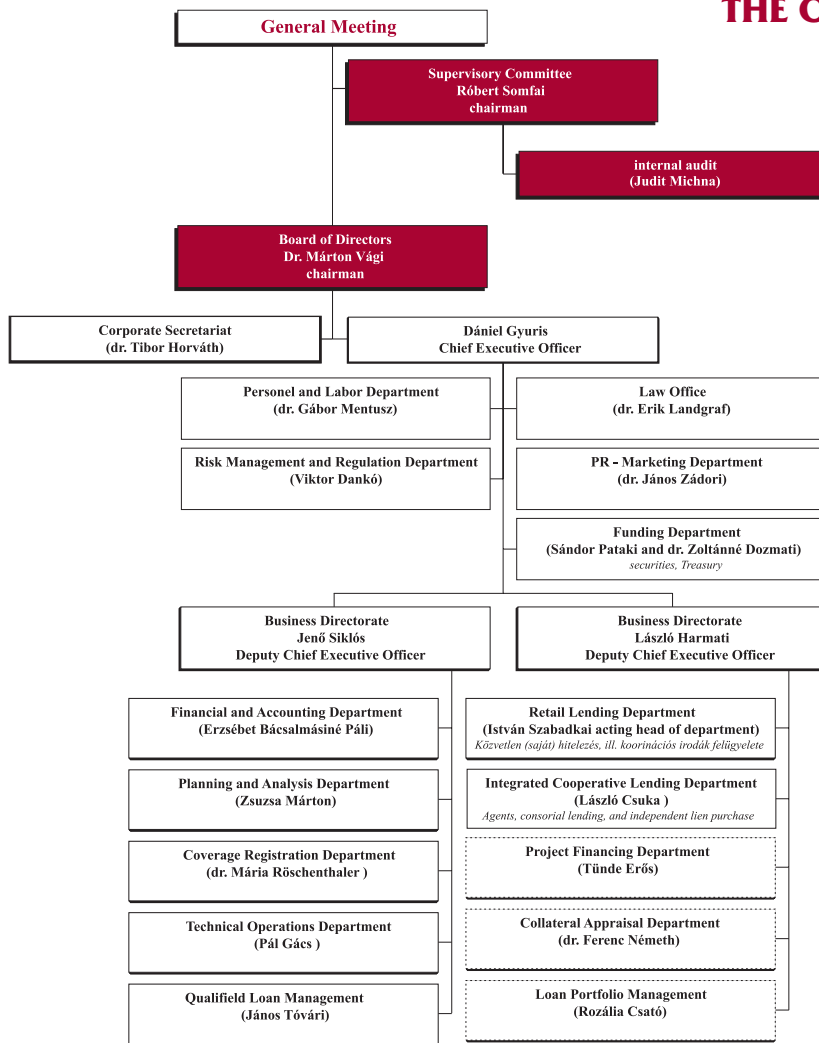 THE
General Meeting
Supervisory Committee
Róbert Somfai
chairman
internal audit
(Judit Michna)
Board of Directors
Dr. Márton Vági
chairman
Corporate Secretariat
(dr. Tibor Horváth)
Dániel Gyuris
Chief Executive Officer
Personel and Labor Department
(dr. Gábor Mentusz)
Law Office
(dr. Erik Landgraf)
Risk Management and Regulation Department
(Viktor Dankó)
PR - Marketing Department
(dr. János Zádori)
Funding Department
(Sándor Pataki and dr. Zoltánné Dozmati)
securities, Treasury
Business Directorate
Jenő Siklós
Deputy Chief Executive Officer
Business Directorate
László Harmati
Deputy Chief Executive Officer
Financial and Accounting Department
(Erzsébet Bácsalmásiné Páli)
Planning and Analysis Department
(Zsuzsa Márton)
Coverage Registration Department
(dr. Mária Röschenthaler )
Technical Operations Department
(Pál Gács )
Qualifield Loan Management
(János Tóvári)
Retail Lending Department
(István Szabadkai acting head of department)
Közvetlen (saját) hitelezés, ill. koorinációs irodák felügyelete
Integrated Cooperative Lending Department
(László Csuka )
Agents, consorial lending, and independent lien purchase
Project Financing Department
(Tünde Erős)
Collateral Appraisal Department
(dr. Ferenc Németh)
Loan Portfolio Management
(Rozália Csató)